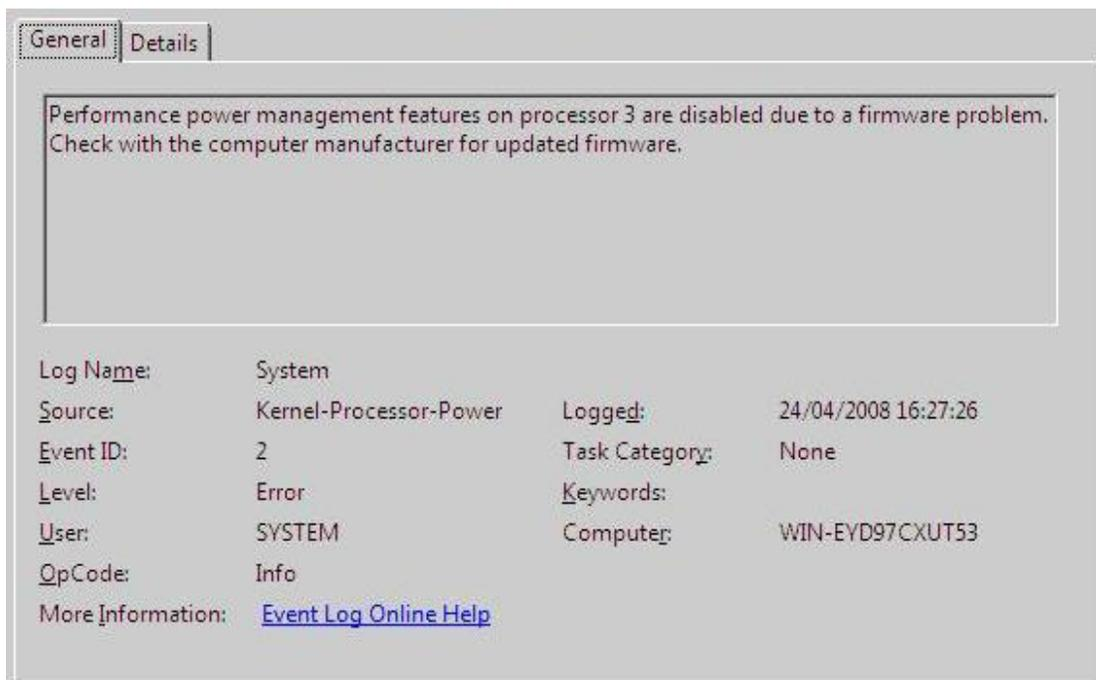 General Details
Performance power management features on processor 3 are disabled due to a firmware problem.
Check with the computer manufacturer for updated firmware.
Log Name: System
Source: Kernel-Processor-Power Logged: 24/04/2008 16:27:26
Event ID: 2 Task Category: None
Level: Error Keywords:
User: SYSTEM Computer: WIN-EYD97CXUT53
OpCode: Info
More Information: Event Log Online Help